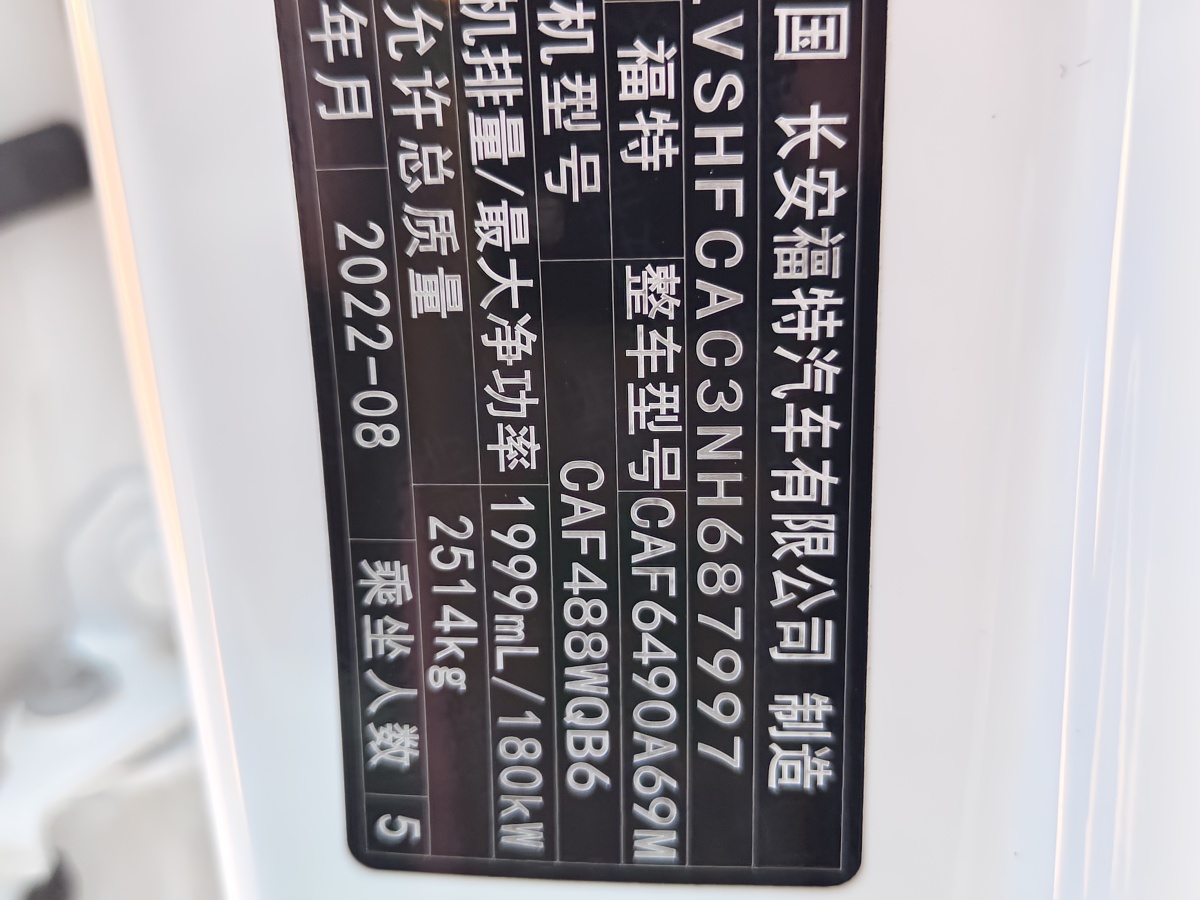 国 长安福特汽车有限公司 制造
LVSHFCAC3NH687997
福特 整车型号 CAF6490A69M
机型号 CAF488WQB6
机排量/最大净功率 1999mL/180kW
允许总质量 2514kg
年月 2022-08 乘坐人数 5